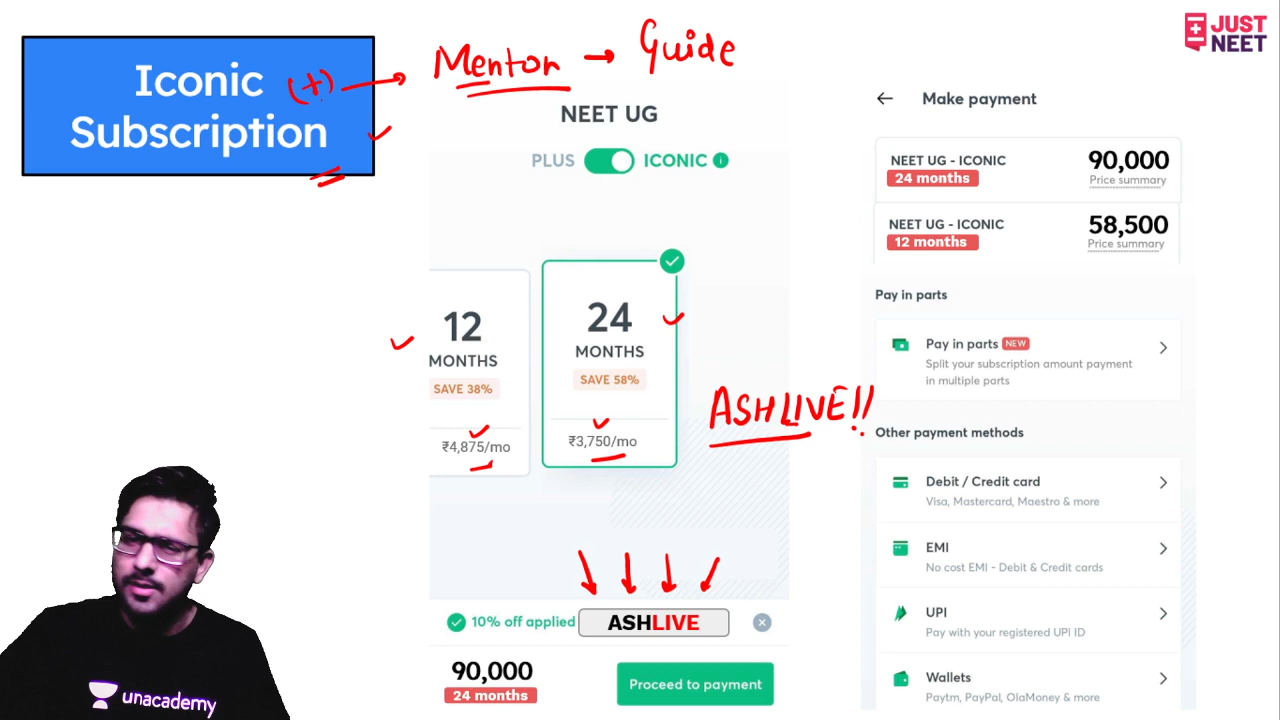 Iconic
Subscription
(+) → Mentor → Guide
JUST
NEET
NEET UG
PLUS ICONIC i
12
MONTHS
SAVE 38%
₹4,875/mo
24
MONTHS
SAVE 58%
₹3,750/mo
ASHLIVE!!
10% off applied ASHLIVE
90,000
24 months
Proceed to payment
Make payment
NEET UG - ICONIC 90,000
24 months Price summary
NEET UG - ICONIC 58,500
12 months Price summary
Pay in parts
Pay in parts NEW
Split your subscription amount payment
in multiple parts
Other payment methods
Debit / Credit card
Visa, Mastercard, Maestro & more
EMI
No cost EMI - Debit & Credit cards
UPI
Pay with your registered UPI ID
Wallets
Paytm, PayPal, OlaMoney & more
unacademy